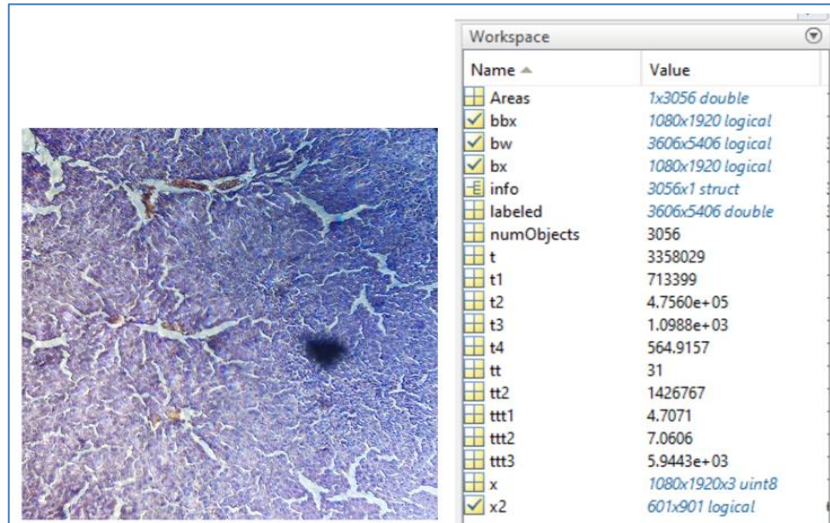 Workspace
Name Value
Areas 1x3056 double
bbx 1080x1920 logical
bw 3606x5406 logical
bx 1080x1920 logical
info 3056x1 struct
labeled 3606x5406 double
numObjects 3056
t 3358029
t1 713399
t2 4.7560e+05
t3 1.0988e+03
t4 564.9157
tt 31
tt2 1426767
ttt1 4.7071
ttt2 7.0606
ttt3 5.9443e+03
x 1080x1920x3 uint8
x2 601x901 logical